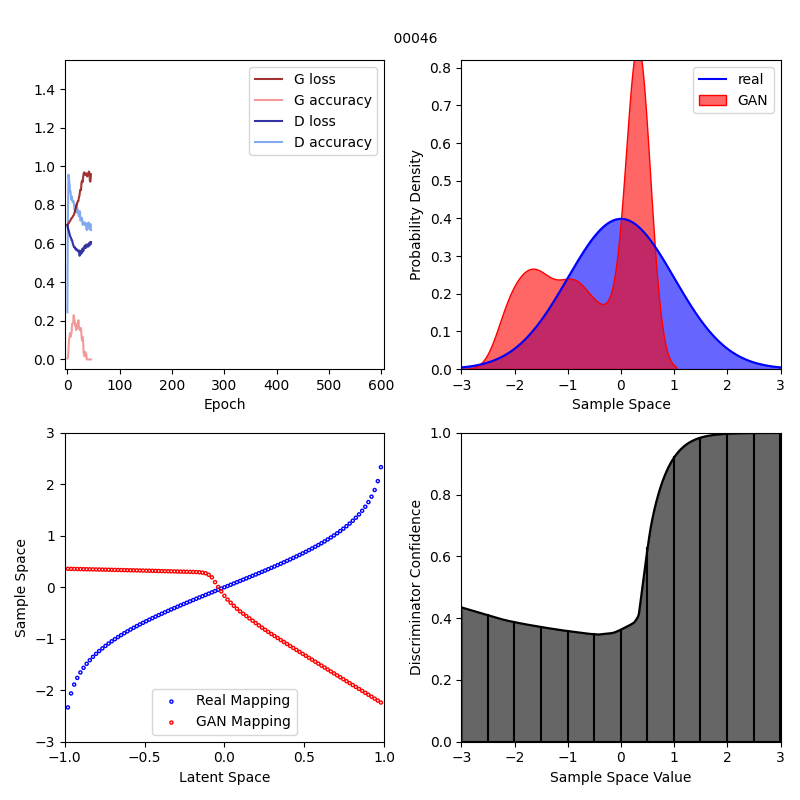 00046
G loss
G accuracy
D loss
D accuracy
1.4
1.2
1.0
0.8
0.6
0.4
0.2
0.0
0 100 200 300 400 500 600
Epoch
real
GAN
Probability Density
0.8
0.7
0.6
0.5
0.4
0.3
0.2
0.1
0.0
−3 −2 −1 0 1 2 3
Sample Space
Sample Space
3
2
1
0
−1
−2
−3
Real Mapping
GAN Mapping
−1.0 −0.5 0.0 0.5 1.0
Latent Space
Discriminator Confidence
1.0
0.8
0.6
0.4
0.2
0.0
−3 −2 −1 0 1 2 3
Sample Space Value